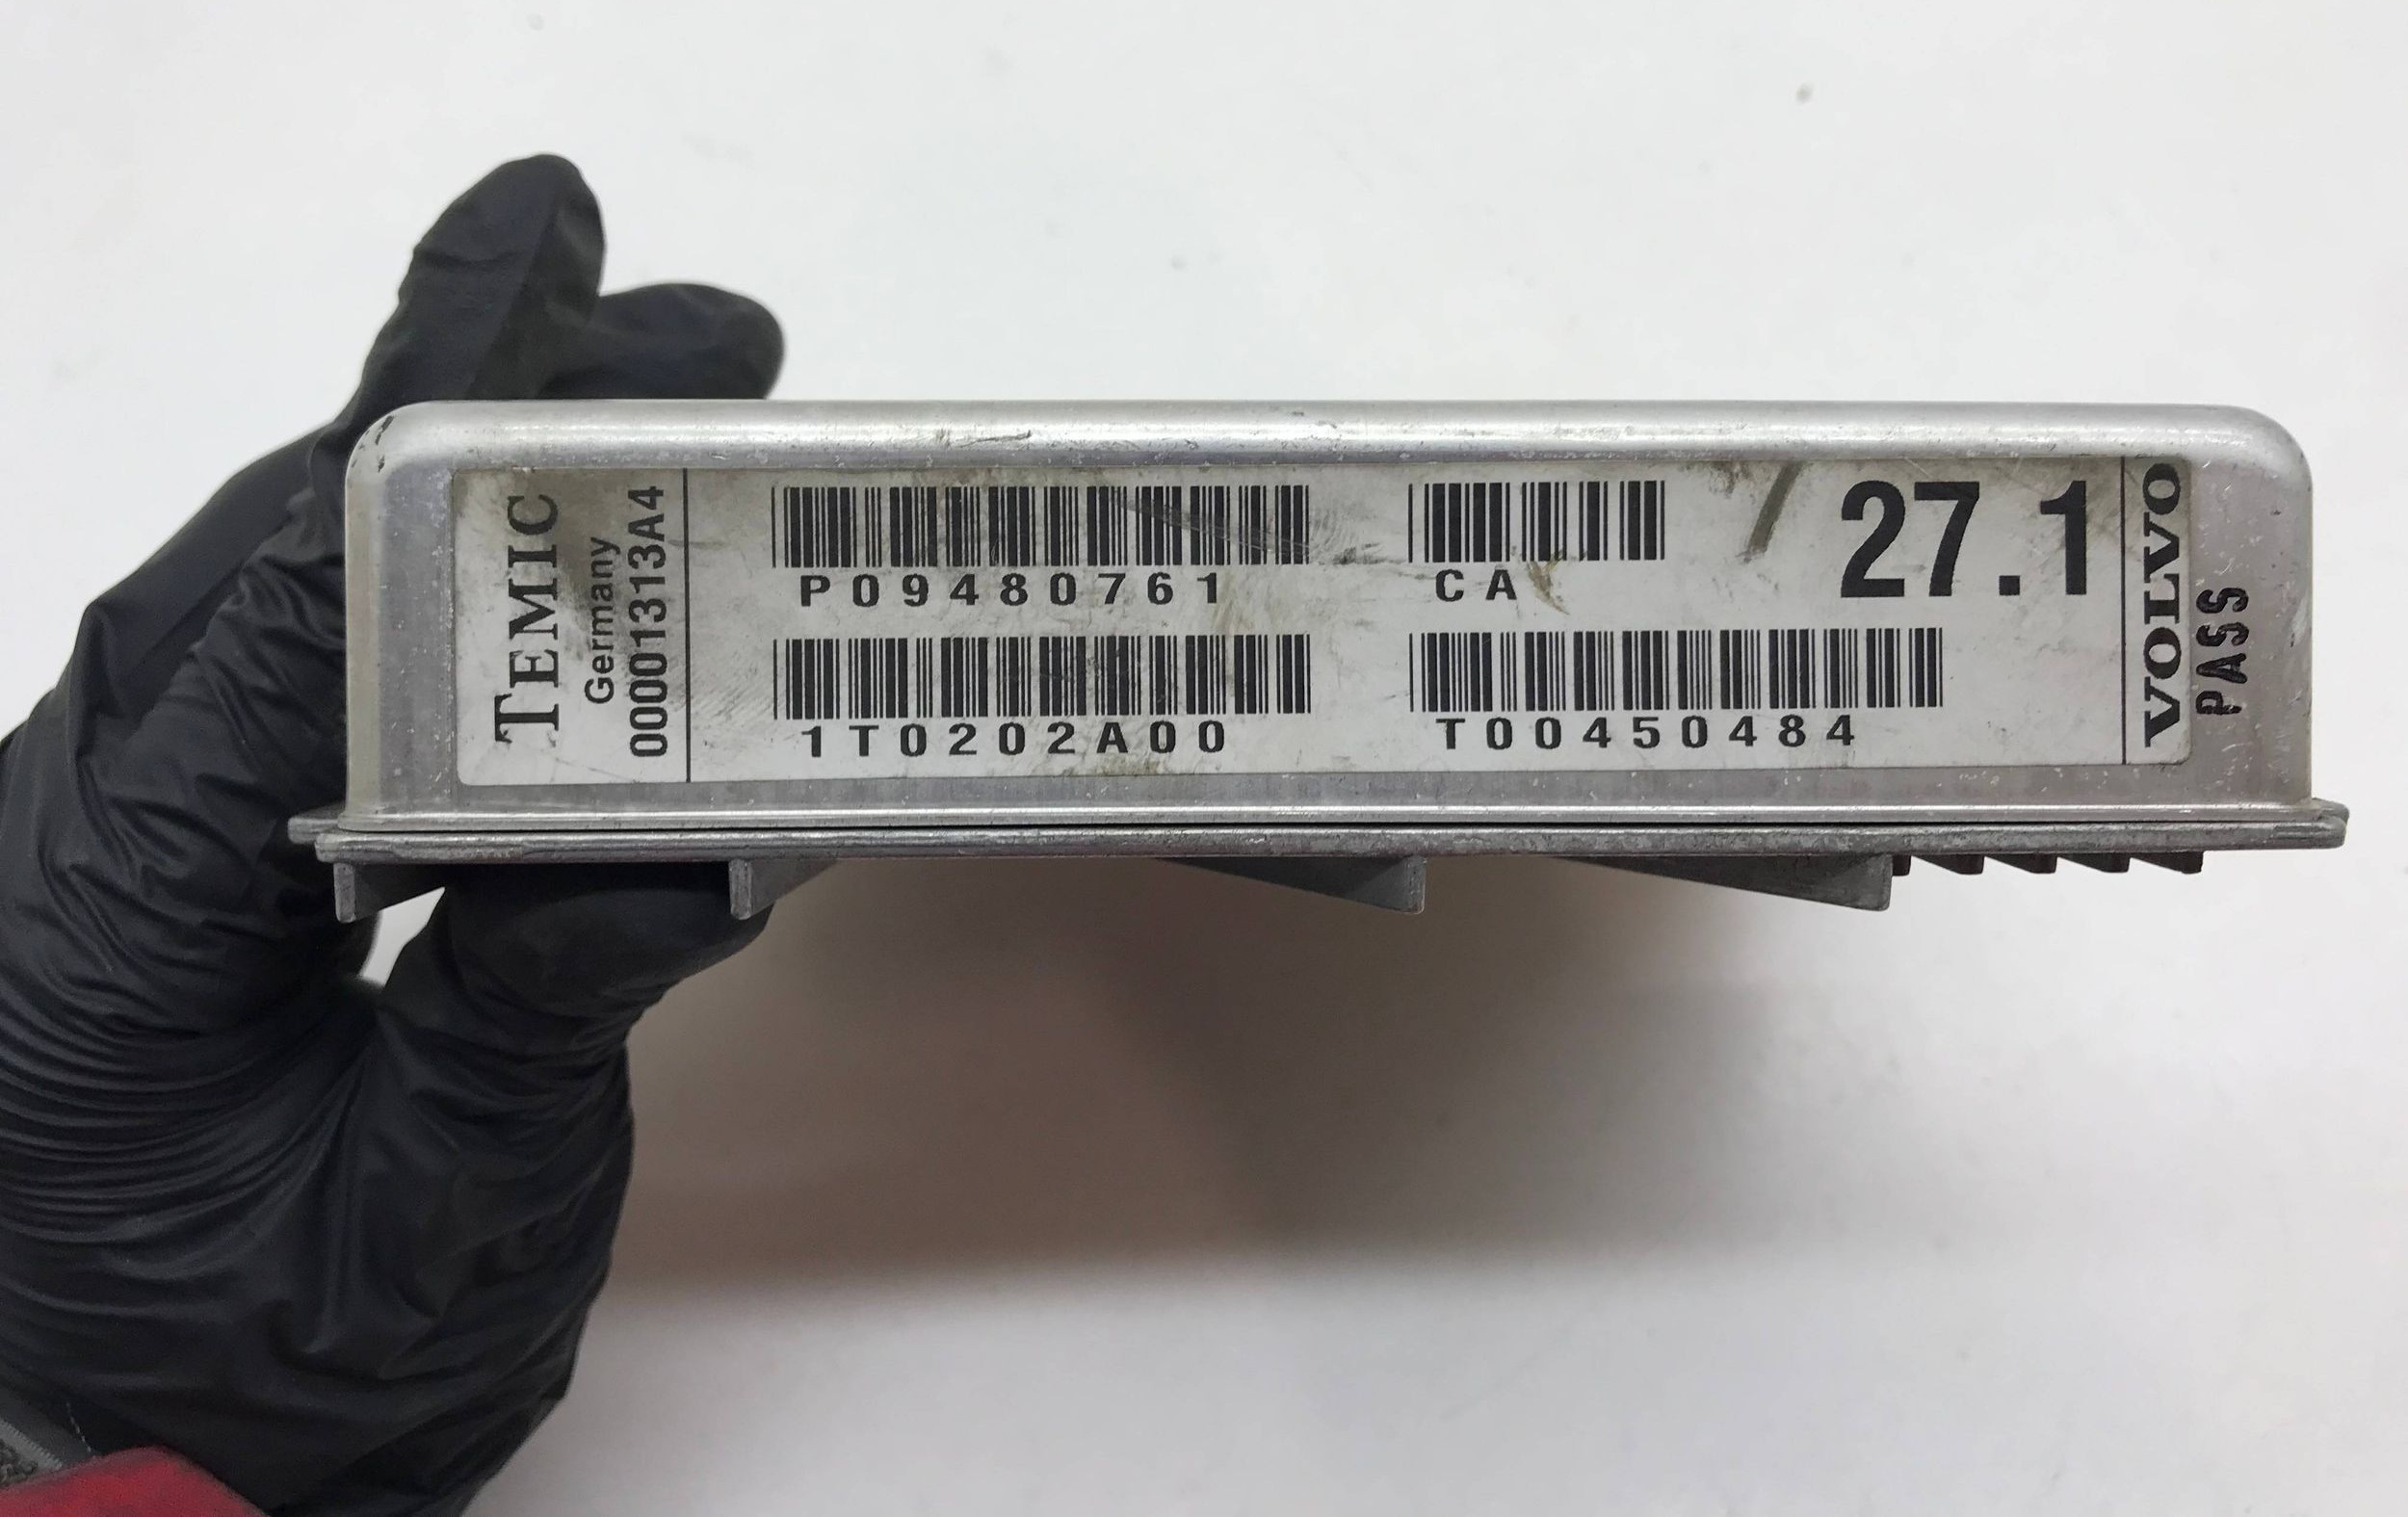 TEMIC
Germany
00001313A4
P09480761
CA
27.1
1T0202A00
T00450484
VOLVO
PASS